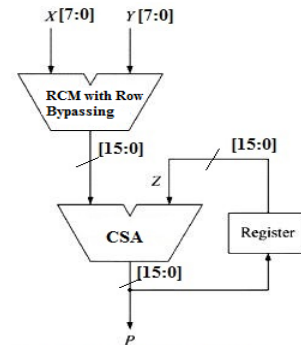 X[7:0] Y[7:0]
RCM with Row
Bypassing
[15:0] [15:0]
Z
CSA
Register
[15:0]
P